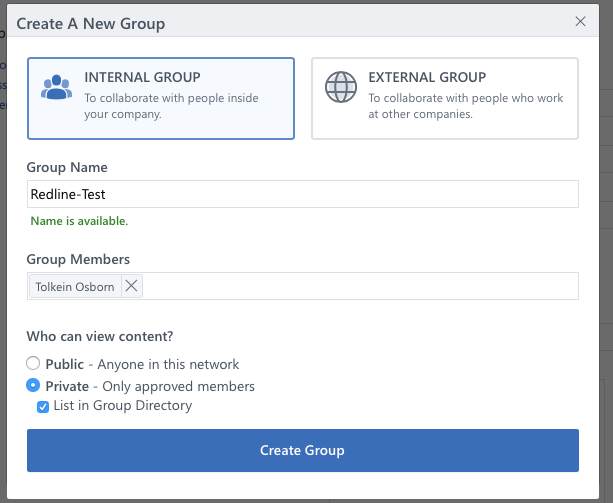 Create A New Group
INTERNAL GROUP
To collaborate with people inside
your company.
EXTERNAL GROUP
To collaborate with people who work
at other companies.
Group Name
Redline-Test
Name is available.
Group Members
Tolkein Osborn
Who can view content?
Public - Anyone in this network
Private - Only approved members
List in Group Directory
Create Group